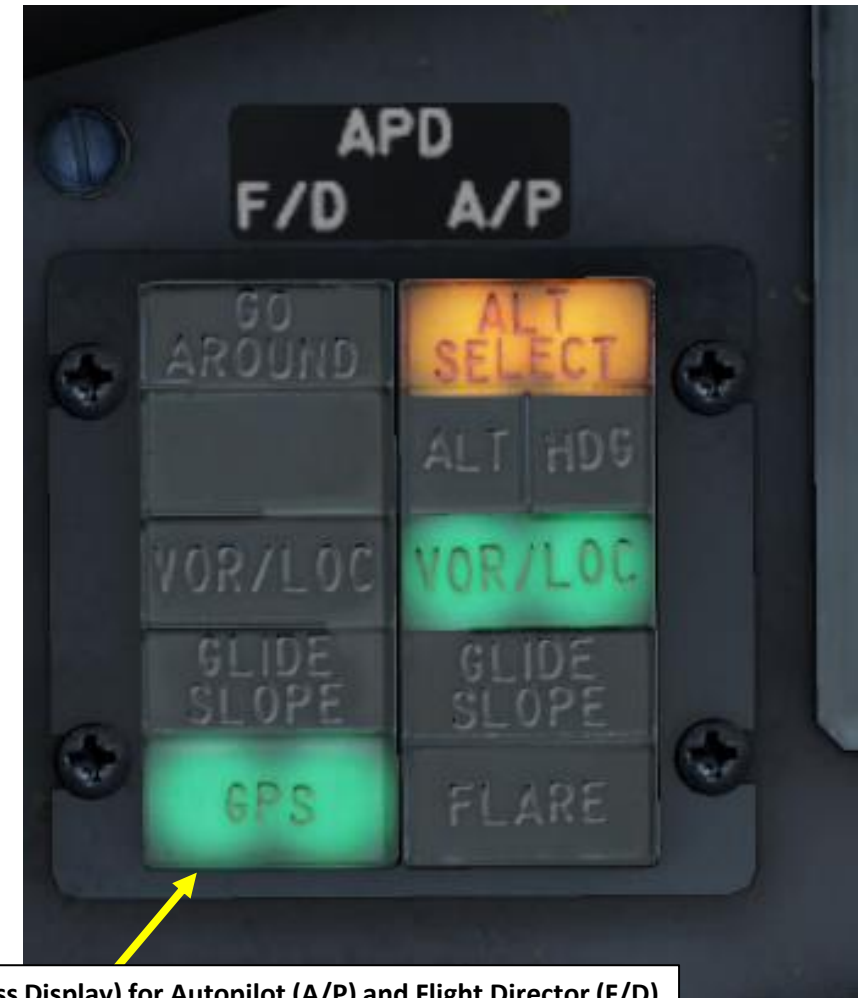 APD
F/D A/P
GO
AROUND
ALT
SELECT
ALT HDG
VOR/LOC VOR/LOC
GLIDE
SLOPE
GLIDE
SLOPE
GPS FLARE
Display) for Autopilot (A/P) and Flight Director (F/D)